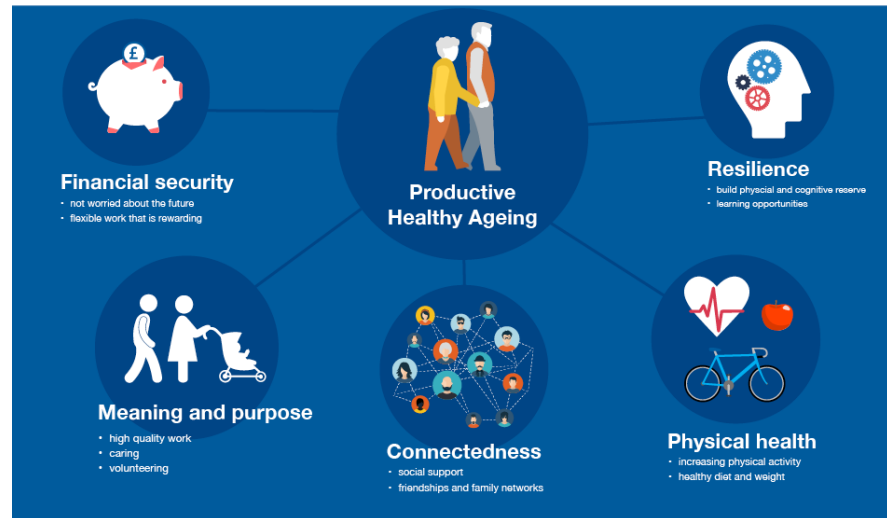 £
Productive
Healthy Ageing
Financial security
• not worried about the future
• flexible work that is rewarding
Resilience
• build physcial and cognitive reserve
• learning opportunities
Meaning and purpose
• high quality work
• caring
• volunteering
Connectedness
• social support
• friendships and family networks
Physical health
• increasing physical activity
• healthy diet and weight